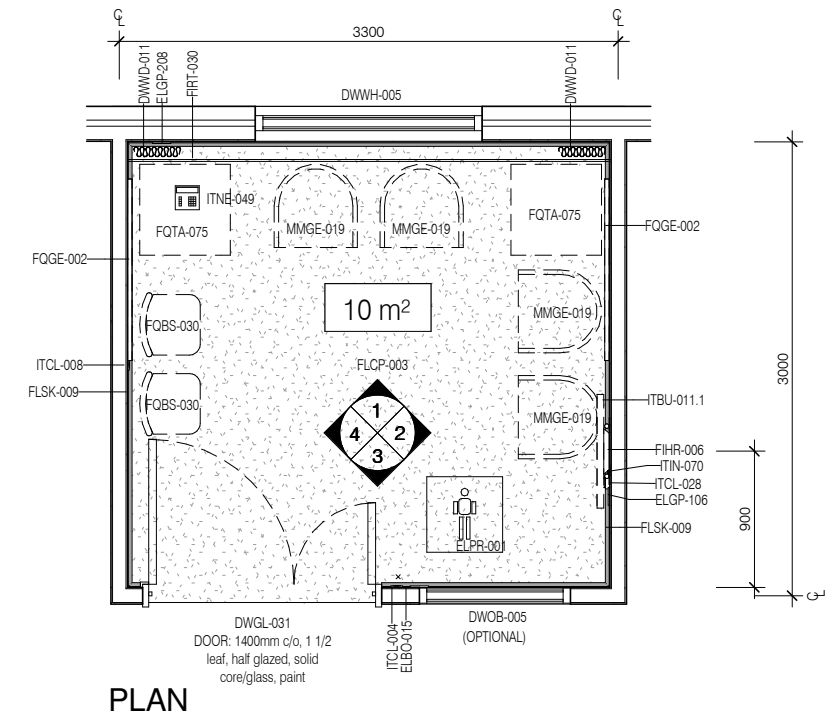 ℄
℄
3300
DWWD-011
ELGP-208
FIRT-030
DWWH-005
DWWD-011
ITNE-049
FQTA-075
MMGE-019
MMGE-019
FQTA-075
FQGE-002
FQGE-002
10 m²
MMGE-019
FQBS-030
3000
ITCL-008
FLCP-003
FLSK-009
FQBS-030
1
4
2
3
MMGE-019
ITBU-011.1
FIHR-006
ITIN-070
ITCL-028
ELGP-106
900
FLSK-009
ELPR-001
x
℄
DWGL-031
DOOR: 1400mm c/o, 1 1/2
leaf, half glazed, solid
core/glass, paint
ITCL-004
ELBO-015
DWOB-005
(OPTIONAL)
PLAN